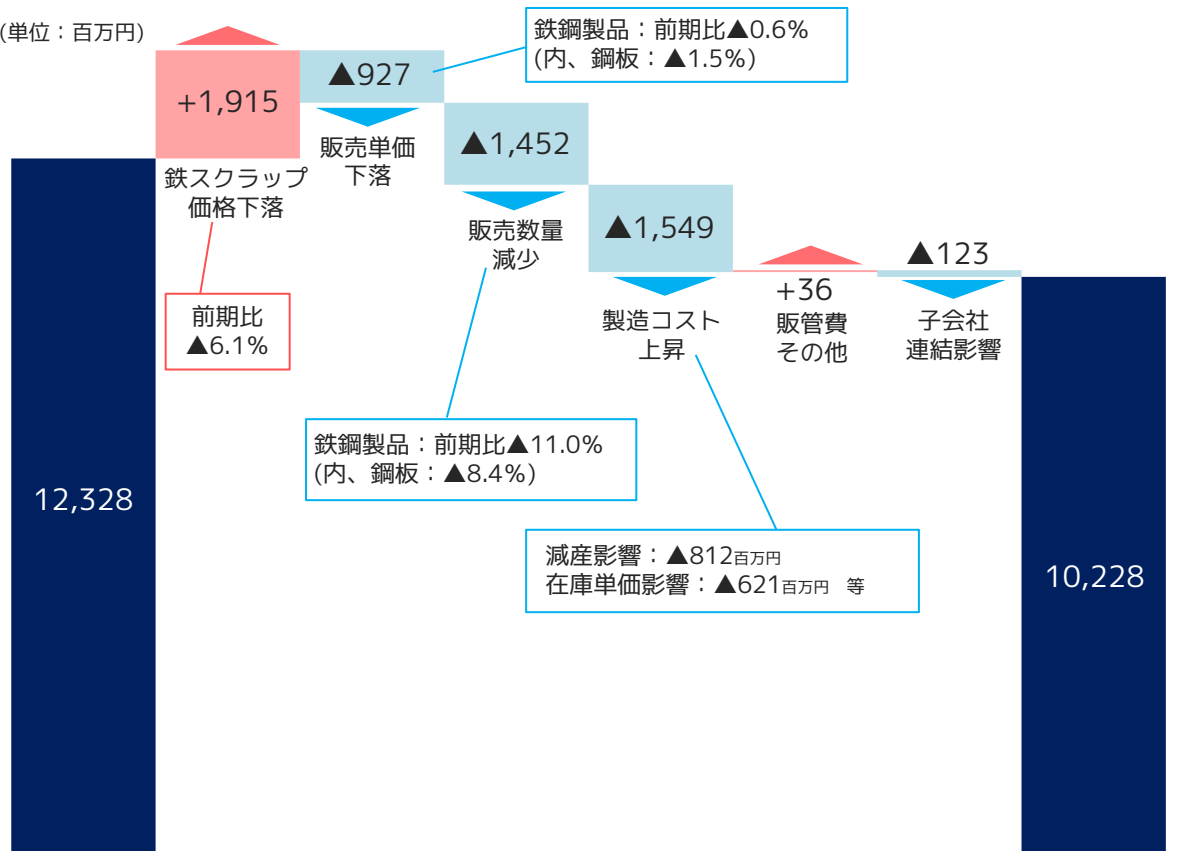 (単位：百万円)
+1,915
鉄スクラップ
価格下落
前期比
▲6.1%
▲927
販売単価
下落
鉄鋼製品：前期比▲0.6%
(内、鋼板：▲1.5%)
▲1,452
販売数量
減少
鉄鋼製品：前期比▲11.0%
(内、鋼板：▲8.4%)
▲1,549
製造コスト
上昇
減産影響：▲812百万円
在庫単価影響：▲621百万円 等
+36
販管費
その他
▲123
子会社
連結影響
12,328
10,228